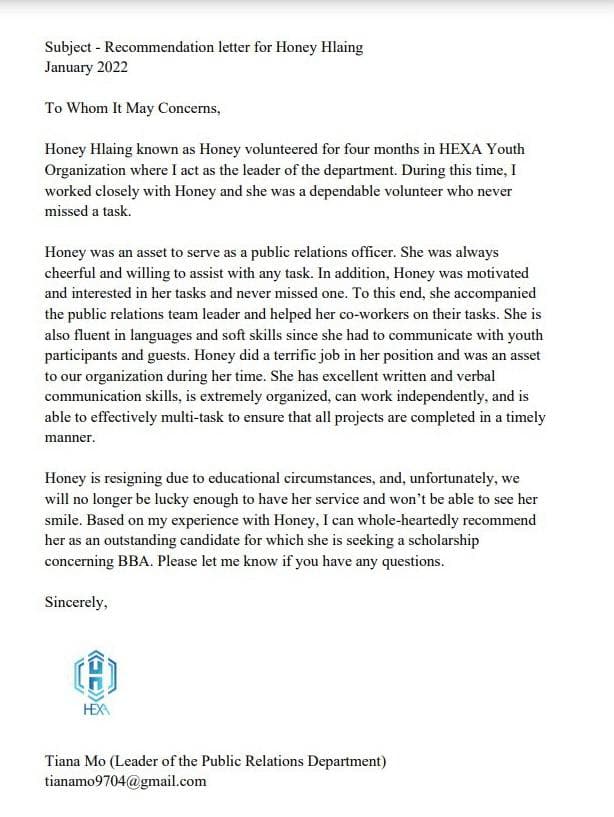 Subject - Recommendation letter for Honey Hlaing
January 2022
To Whom It May Concerns,
Honey Hlaing known as Honey volunteered for four months in HEXA Youth
Organization where I act as the leader of the department. During this time, I
worked closely with Honey and she was a dependable volunteer who never
missed a task.
Honey was an asset to serve as a public relations officer. She was always
cheerful and willing to assist with any task. In addition, Honey was motivated
and interested in her tasks and never missed one. To this end, she accompanied
the public relations team leader and helped her co-workers on their tasks. She is
also fluent in languages and soft skills since she had to communicate with youth
participants and guests. Honey did a terrific job in her position and was an asset
to our organization during her time. She has excellent written and verbal
communication skills, is extremely organized, can work independently, and is
able to effectively multi-task to ensure that all projects are completed in a timely
manner.
Honey is resigning due to educational circumstances, and, unfortunately, we
will no longer be lucky enough to have her service and won’t be able to see her
smile. Based on my experience with Honey, I can whole-heartedly recommend
her as an outstanding candidate for which she is seeking a scholarship
concerning BBA. Please let me know if you have any questions.
Sincerely,
HEXA
Tiana Mo (Leader of the Public Relations Department)
tianamo9704@gmail.com